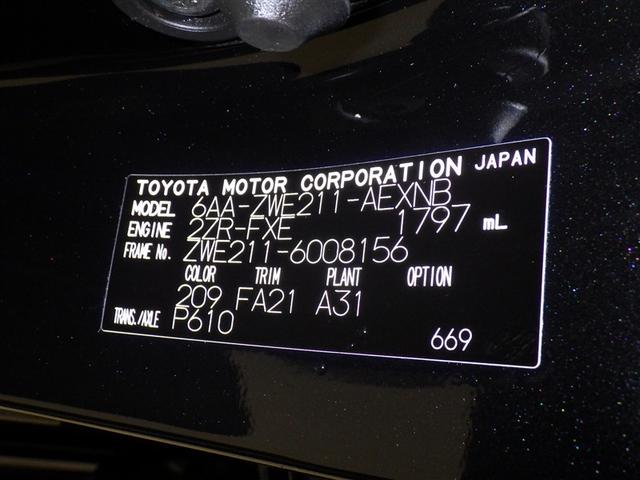 TOYOTA MOTOR CORPORATION JAPAN
MODEL 6AA-ZWE211-AEXNB
ENGINE 2ZR-FXE 1797 mL
FRAME No. ZWE211-6008156
COLOR TRIM PLANT OPTION
209 FA21 A31
TRANS./AXLE P610
669